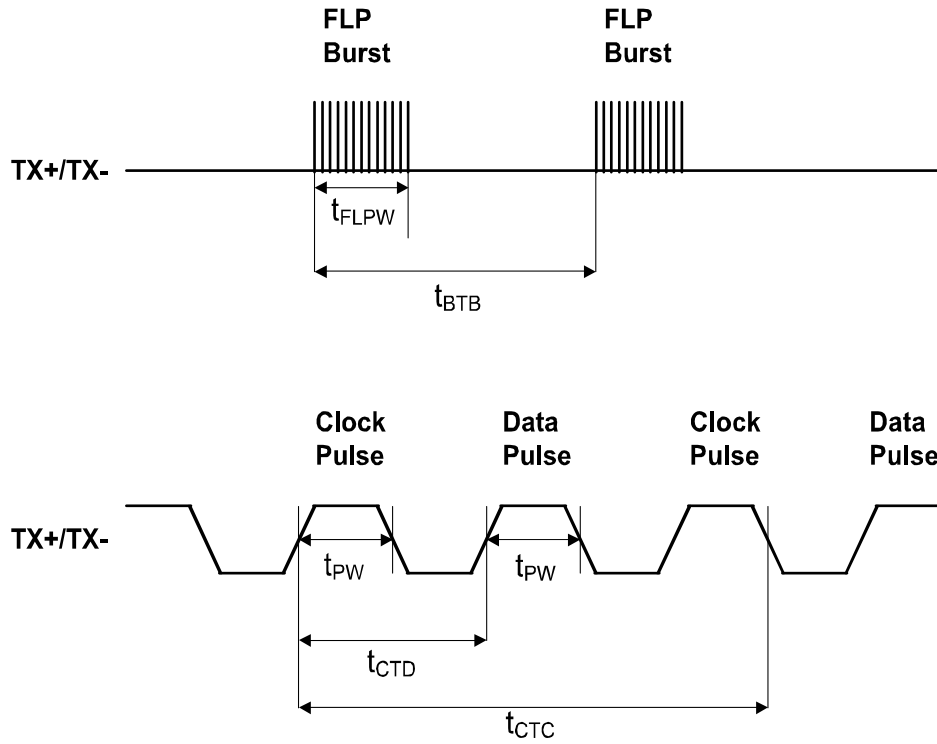 FLP
Burst
FLP
Burst
TX+/TX-
tFLPW
tBTB
Clock
Pulse
Data
Pulse
Clock
Pulse
Data
Pulse
TX+/TX-
tPW
tPW
tCTD
tCTC